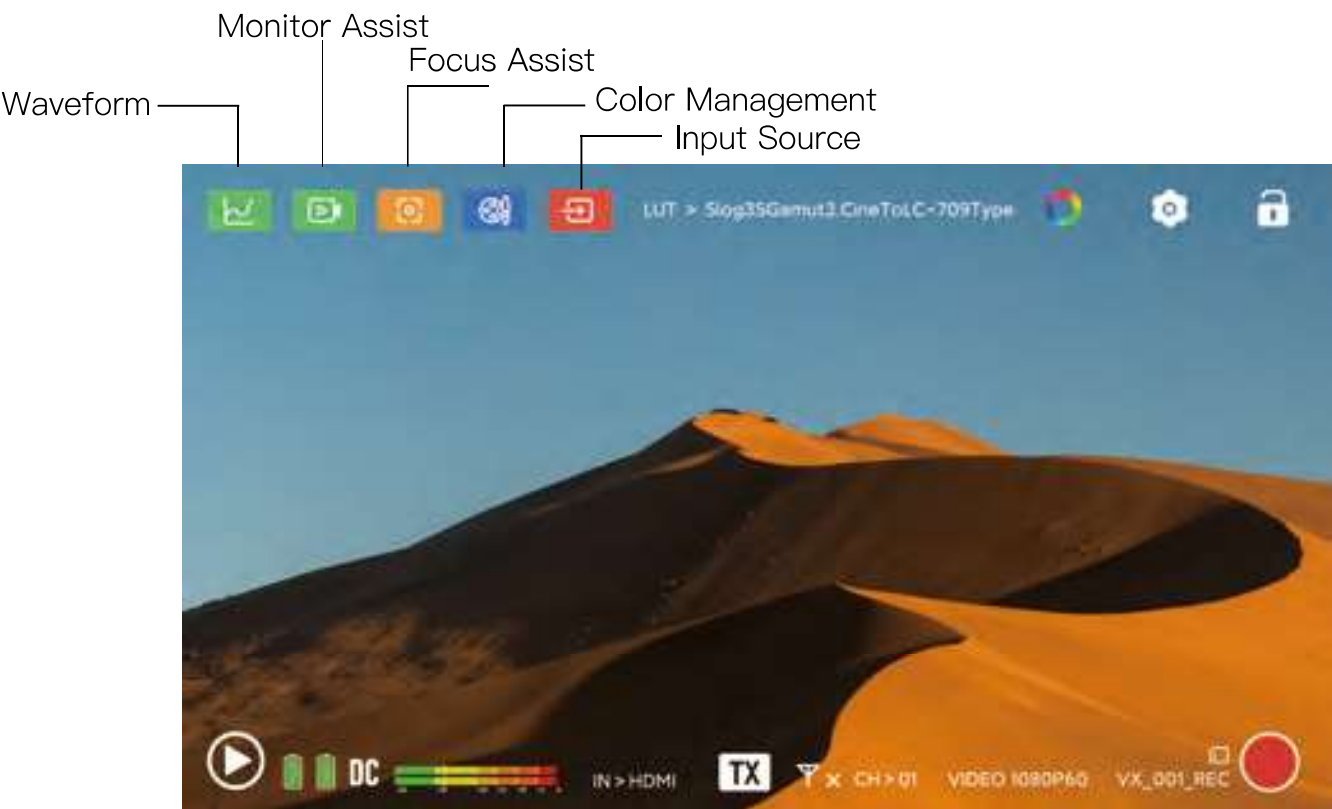 Monitor Assist
Focus Assist
Waveform
Color Management
Input Source
LUT > Slog3SGamut3.CineToLC-709Type
DC
IN > HDMI
TX
CH > 01
VIDEO 1080P60
VX_001_REC